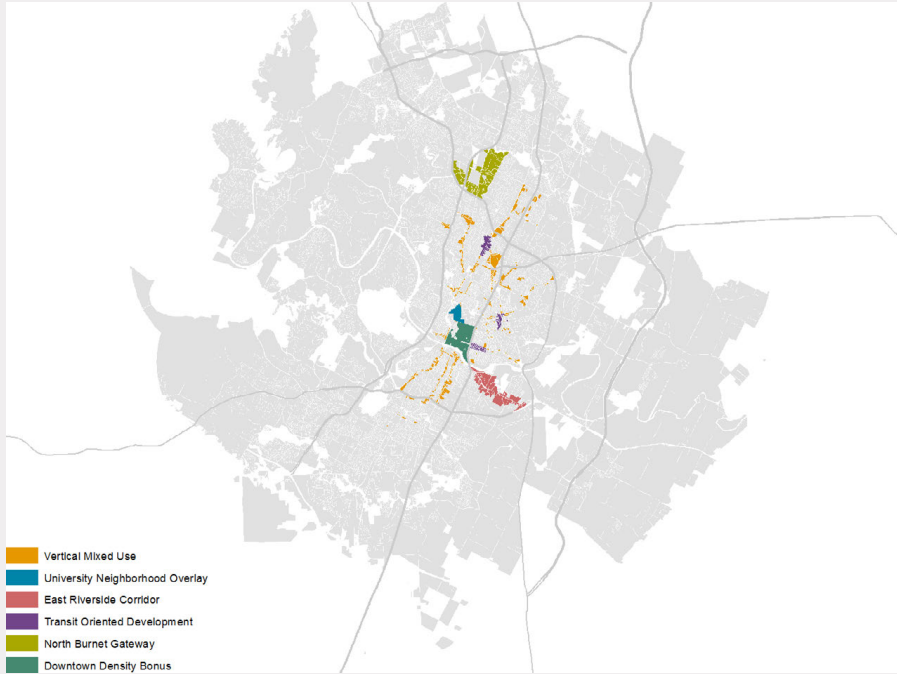 Vertical Mixed Use
University Neighborhood Overlay
East Riverside Corridor
Transit Oriented Development
North Burnet Gateway
Downtown Density Bonus